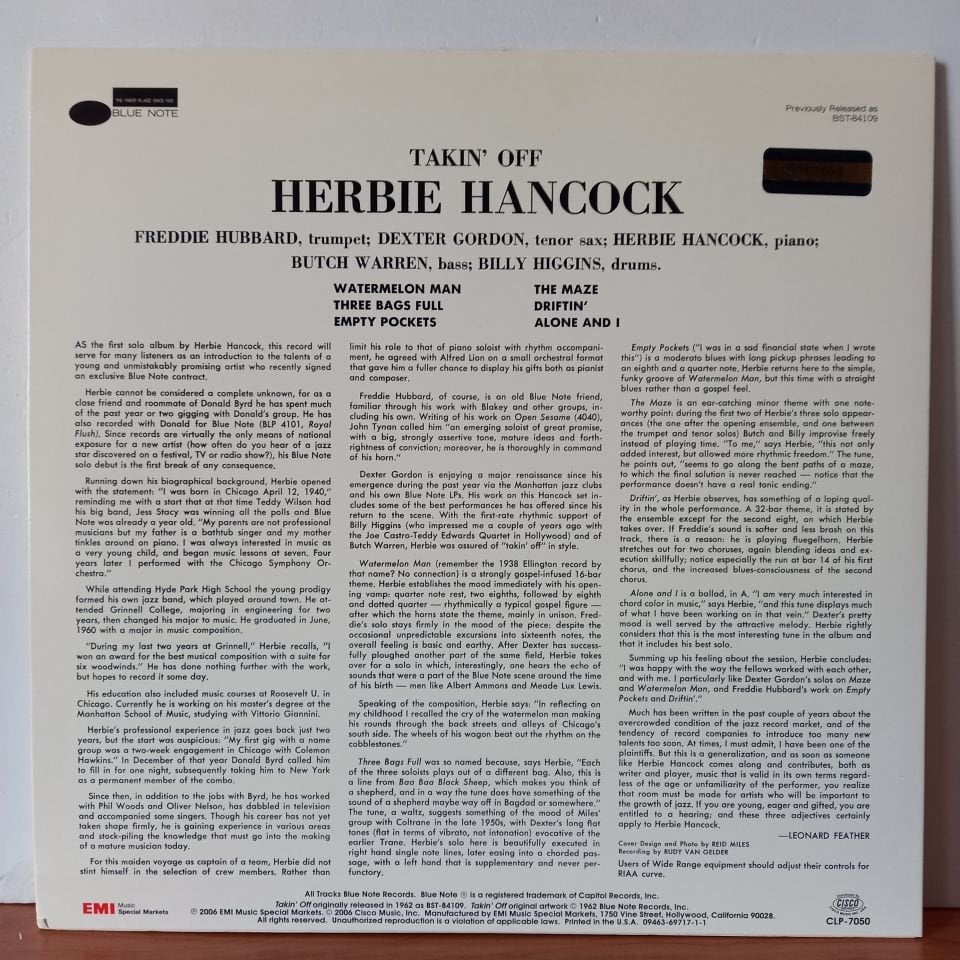 THE FINEST IN JAZZ SINCE 1939
BLUE NOTE
Previously Released as
BST-84109
TAKIN' OFF
HERBIE HANCOCK
FREDDIE HUBBARD, trumpet; DEXTER GORDON, tenor sax; HERBIE HANCOCK, piano;
BUTCH WARREN, bass; BILLY HIGGINS, drums.
WATERMELON MAN
THREE BAGS FULL
EMPTY POCKETS
THE MAZE
DRIFTIN'
ALONE AND I
AS the first solo album by Herbie Hancock, this record will
serve for many listeners as an introduction to the talents of a
young and unmistakably promising artist who recently signed
an exclusive Blue Note contract.
Herbie cannot be considered a complete unknown, for as a
close friend and roommate of Donald Byrd he has spent much
of the past year or two gigging with Donald's group. He has
also recorded with Donald for Blue Note (BLP 4101, Royal
Flush). Since records are virtually the only means of national
exposure for a new artist (how often do you hear of a jazz
star discovered on a festival, TV or radio show?), his Blue Note
solo debut is the first break of any consequence.
Running down his biographical background, Herbie opened
with the statement: "I was born in Chicago April 12, 1940,"
reminding me with a start that at that time Teddy Wilson had
his big band, Jess Stacy was winning all the polls and Blue
Note was already a year old. "My parents are not professional
musicians but my father is a bathtub singer and my mother
tinkles around on piano. I was always interested in music as
a very young child, and began music lessons at seven. Four
years later I performed with the Chicago Symphony Or-
chestra."
While attending Hyde Park High School the young prodigy
formed his own jazz band, which played around town. He at-
tended Grinnell College, majoring in engineering for two
years, then changed his major to music. He graduated in June,
1960 with a major in music composition.
"During my last two years at Grinnell," Herbie recalls, "I
won an award for the best musical composition with a suite for
six woodwinds." He has done nothing further with the work,
but hopes to record it some day.
His education also included music courses at Roosevelt U. in
Chicago. Currently he is working on his master's degree at the
Manhattan School of Music, studying with Vittorio Giannini.
Herbie's professional experience in jazz goes back just two
years, but the start was auspicious: "My first gig with a name
group was a two-week engagement in Chicago with Coleman
Hawkins." In December of that year Donald Byrd called him
to fill in for one night, subsequently taking him to New York
as a permanent member of the combo.
Since then, in addition to the jobs with Byrd, he has worked
with Phil Woods and Oliver Nelson, has dabbled in television
and accompanied some singers. Though his career has not yet
taken shape firmly, he is gaining experience in various areas
and stock-piling the knowledge that must go into the making
of a mature musician today.
For this maiden voyage as captain of a team, Herbie did not
stint himself in the selection of crew members. Rather than
limit his role to that of piano soloist with rhythm accompani-
ment, he agreed with Alfred Lion on a small orchestral format
that gave him a fuller chance to display his gifts both as pianist
and composer.
Freddie Hubbard, of course, is an old Blue Note friend,
familiar through his work with Blakey and other groups, in-
cluding his own. Writing of his work on Open Sesame (4040),
John Tynan called him "an emerging soloist of great promise,
with a big, strongly assertive tone, mature ideas and forth-
rightness of conviction; moreover, he is thoroughly in command
of his horn."
Dexter Gordon is enjoying a major renaissance since his
emergence during the past year via the Manhattan jazz clubs
and his own Blue Note LPs. His work on this Hancock set in-
cludes some of the best performances he has offered since his
return to the scene. With the first-rate rhythmic support of
Billy Higgins (who impressed me a couple of years ago with
the Joe Castro-Teddy Edwards Quartet in Hollywood) and of
Butch Warren, Herbie was assured of "takin' off" in style.
Watermelon Man (remember the 1938 Ellington record by
that name? No connection) is a strongly gospel-infused 16-bar
theme. Herbie establishes the mood immediately with his open-
ing vamp: quarter note rest, two eighths, followed by eighth
and dotted quarter — rhythmically a typical gospel figure —
after which the horns state the theme, mainly in unison. Fred-
die's solo stays firmly in the mood of the piece: despite the
occasional unpredictable excursions into sixteenth notes, the
overall feeling is basic and earthy. After Dexter has success-
fully ploughed another part of the same field, Herbie takes
over for a solo in which, interestingly, one hears the echo of
sounds that were a part of the Blue Note scene around the time
of his birth — men like Albert Ammons and Meade Lux Lewis.
Speaking of the composition, Herbie says: "In reflecting on
my childhood I recalled the cry of the watermelon man making
his rounds through the back streets and alleys of Chicago's
south side. The wheels of his wagon beat out the rhythm on the
cobblestones."
Three Bags Full was so named because, says Herbie, "Each
of the three soloists plays out of a different bag. Also, this is
a line from Baa Baa Black Sheep, which makes you think of
a shepherd, and in a way the tune does have something of the
sound of a shepherd maybe way off in Bagdad or somewhere."
The tune, a waltz, suggests something of the mood of Miles'
group with Coltrane in the late 1950s, with Dexter's long flat
tones (flat in terms of vibrato, not intonation) evocative of the
earlier Trane. Herbie's solo here is beautifully executed in
right hand single note lines, later easing into a chorded pas-
sage, with a left hand that is supplementary and never per-
functory.
Empty Pockets ("I was in a sad financial state when I wrote
this") is a moderato blues with long pickup phrases leading to
an eighth and a quarter note. Herbie returns here to the simple,
funky groove of Watermelon Man, but this time with a straight
blues rather than a gospel feel.
The Maze is an ear-catching minor theme with one note-
worthy point: during the first two of Herbie's three solo appear-
ances (the one after the opening ensemble, and one between
the trumpet and tenor solos) Butch and Billy improvise freely
instead of playing time. "To me," says Herbie, "this not only
added interest, but allowed more rhythmic freedom." The tune,
he points out, "seems to go along the bent paths of a maze,
to which the final solution is never reached — notice that the
performance doesn't have a real tonic ending."
Driftin', as Herbie observes, has something of a loping qual-
ity in the whole performance. A 32-bar theme, it is stated by
the ensemble except for the second eight, on which Herbie
takes over. If Freddie's sound is softer and less brash on this
track, there is a reason: he is playing fluegelhorn. Herbie
stretches out for two choruses, again blending ideas and ex-
ecution skillfully; notice especially the run at bar 14 of his first
chorus, and the increased blues-consciousness of the second
chorus.
Alone and I is a ballad, in A. "I am very much interested in
chord color in music," says Herbie, "and this tune displays much
of what I have been working on in that vein." Dexter's pretty
mood is well served by the attractive melody. Herbie rightly
considers that this is the most interesting tune in the album and
that it includes his best solo.
Summing up his feeling about the session, Herbie concludes:
"I was happy with the way the fellows worked with each other,
and with me. I particularly like Dexter Gordon's solos on Maze
and Watermelon Man, and Freddie Hubbard's work on Empty
Pockets and Driftin'."
Much has been written in the past couple of years about the
overcrowded condition of the jazz record market, and of the
tendency of record companies to introduce too many new
talents too soon. At times, I must admit, I have been one of the
plaintiffs. But this is a generalization, and as soon as someone
like Herbie Hancock comes along and contributes, both as
writer and player, music that is valid in its own terms regard-
less of the age or unfamiliarity of the performer, you realize
that room must be made for artists who will be important to
the growth of jazz. If you are young, eager and gifted, you are
entitled to a hearing; and these three adjectives certainly
apply to Herbie Hancock.
—LEONARD FEATHER
Cover Design and Photo by REID MILES
Recording by RUDY VAN GELDER
Users of Wide Range equipment should adjust their controls for
RIAA curve.
EMI Music
Special Markets
All Tracks Blue Note Records. Blue Note ® is a registered trademark of Capitol Records, Inc.
Takin' Off originally released in 1962 as BST-84109. Takin' Off original artwork © 1962 Blue Note Records, Inc.
℗ 2006 EMI Music Special Markets. © 2006 Cisco Music, Inc. Manufactured by EMI Music Special Markets, 1750 Vine Street, Hollywood, California 90028.
All rights reserved. Unauthorized reproduction is a violation of applicable laws. Printed in the U.S.A. 09463-69717-1-1
CISCO
CLP-7050